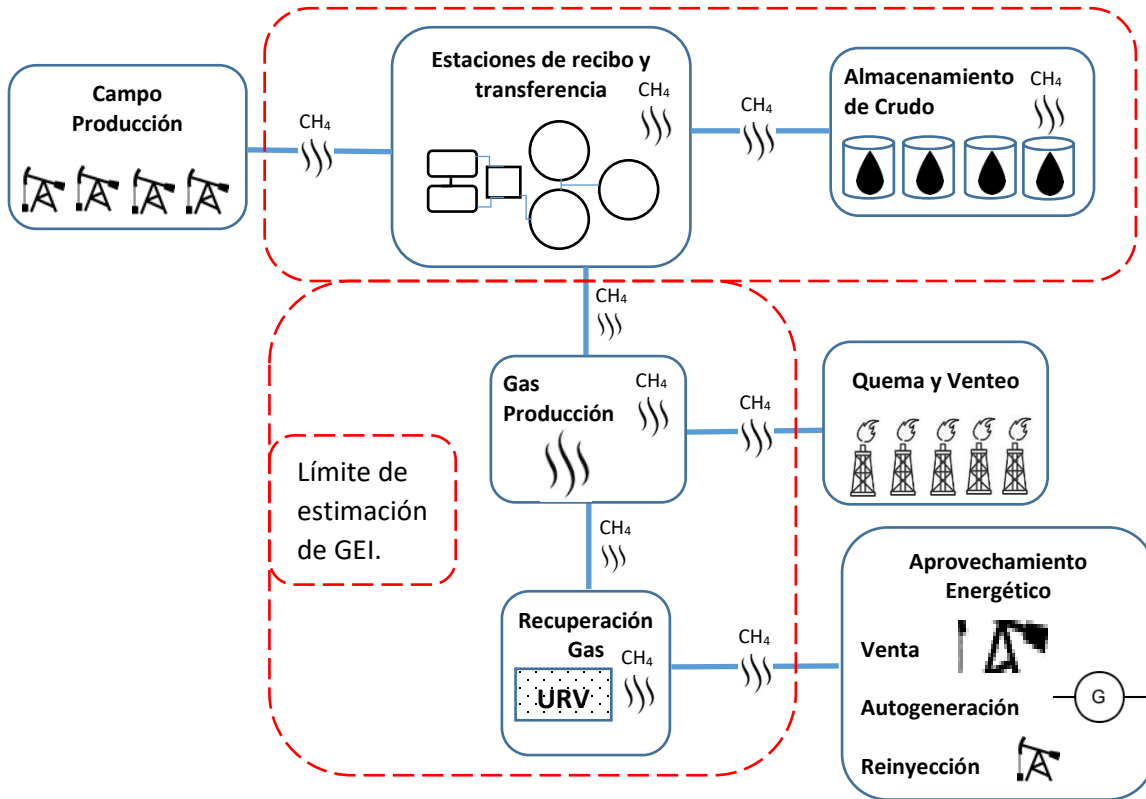 Campo
Producción
CH₄
Estaciones de recibo y
transferencia
CH₄
CH₄
Almacenamiento
de Crudo
CH₄
CH₄
Gas
Producción
CH₄
CH₄
Quema y Venteo
Límite de
estimación
de GEI.
CH₄
Recuperación
Gas
CH₄
URV
CH₄
Aprovechamiento
Energético
Venta
Autogeneración
G
Reinyección